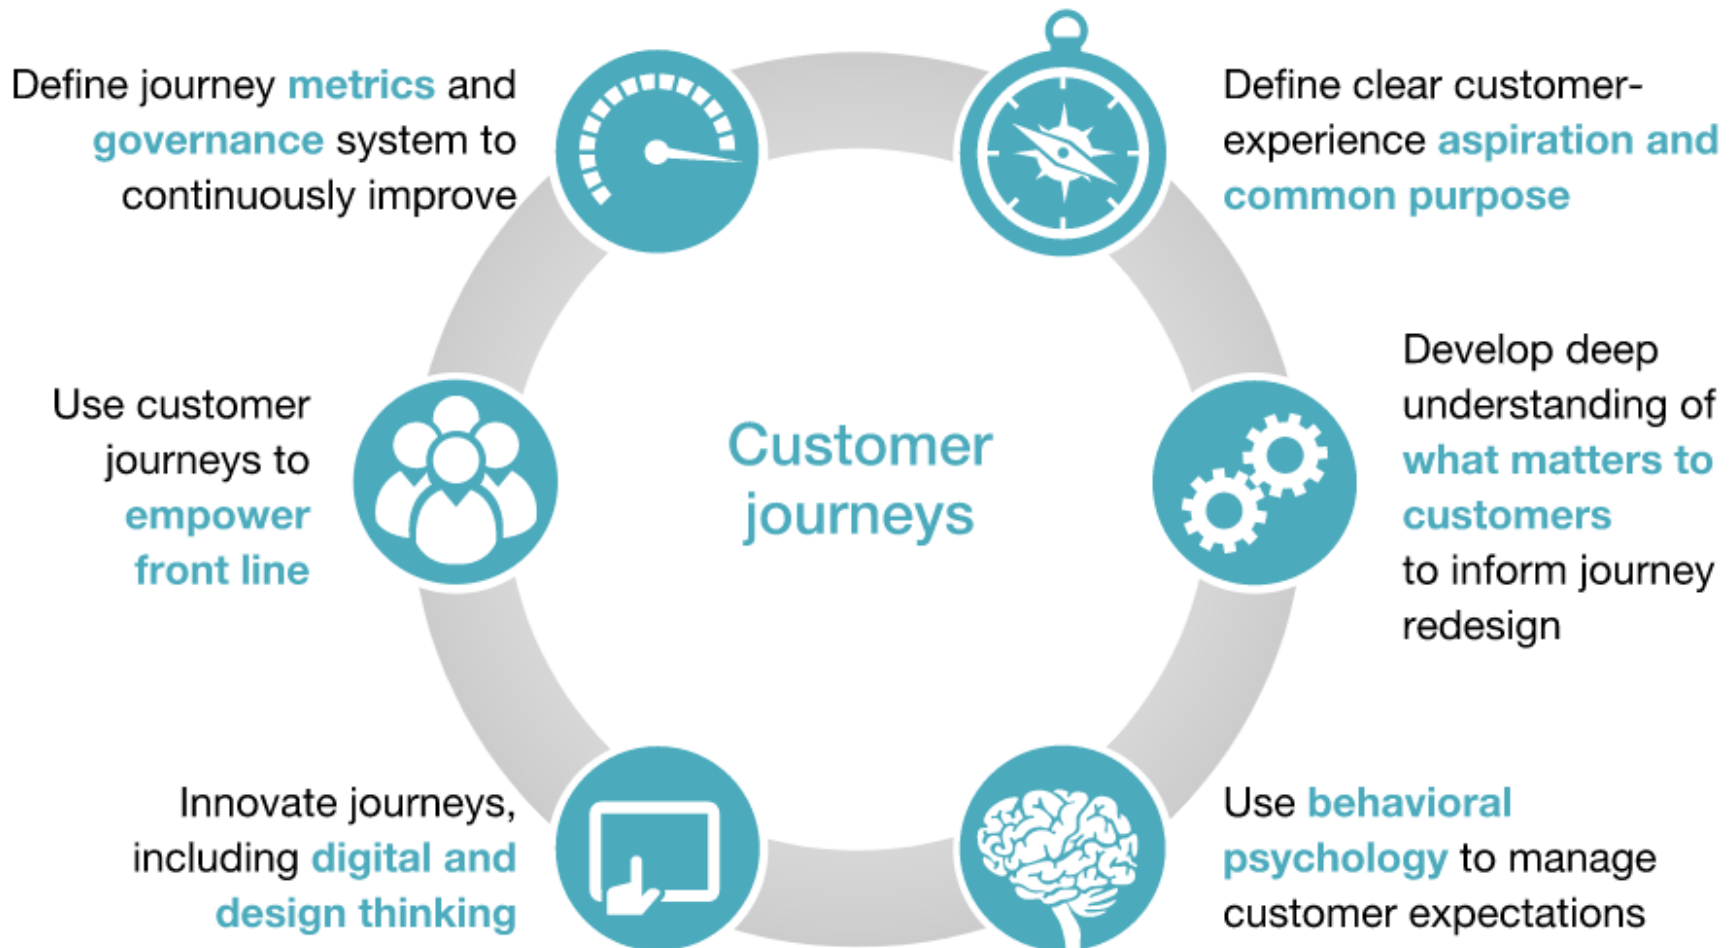 Define journey metrics and
governance system to
continuously improve
Define clear customer-
experience aspiration and
common purpose
Use customer
journeys to
empower
front line
Customer
journeys
Develop deep
understanding of
what matters to
customers
to inform journey
redesign
Innovate journeys,
including digital and
design thinking
Use behavioral
psychology to manage
customer expectations